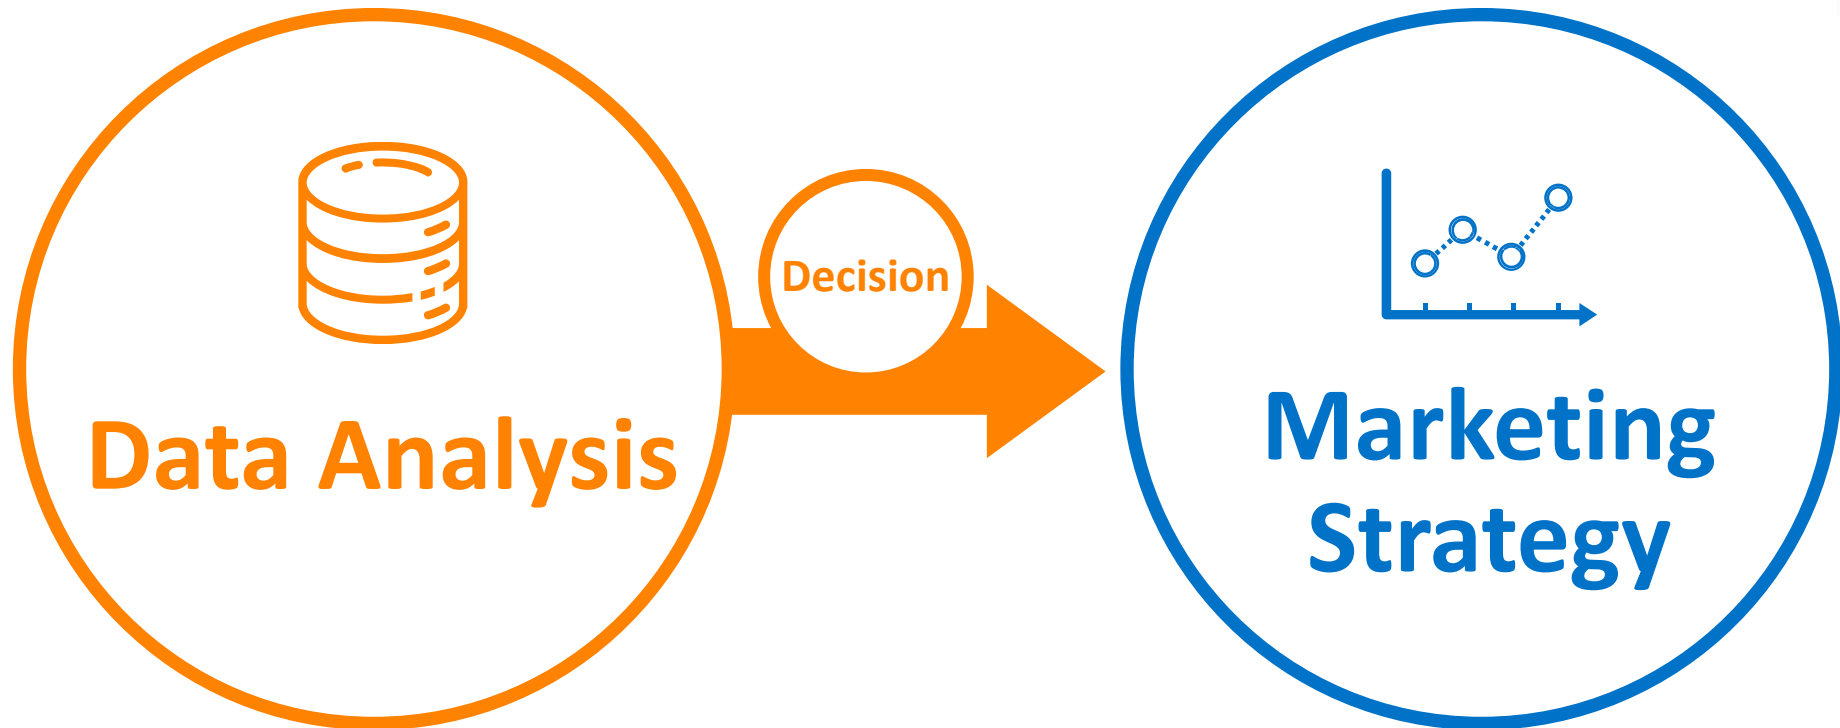 Data Analysis
Decision
Marketing
Strategy